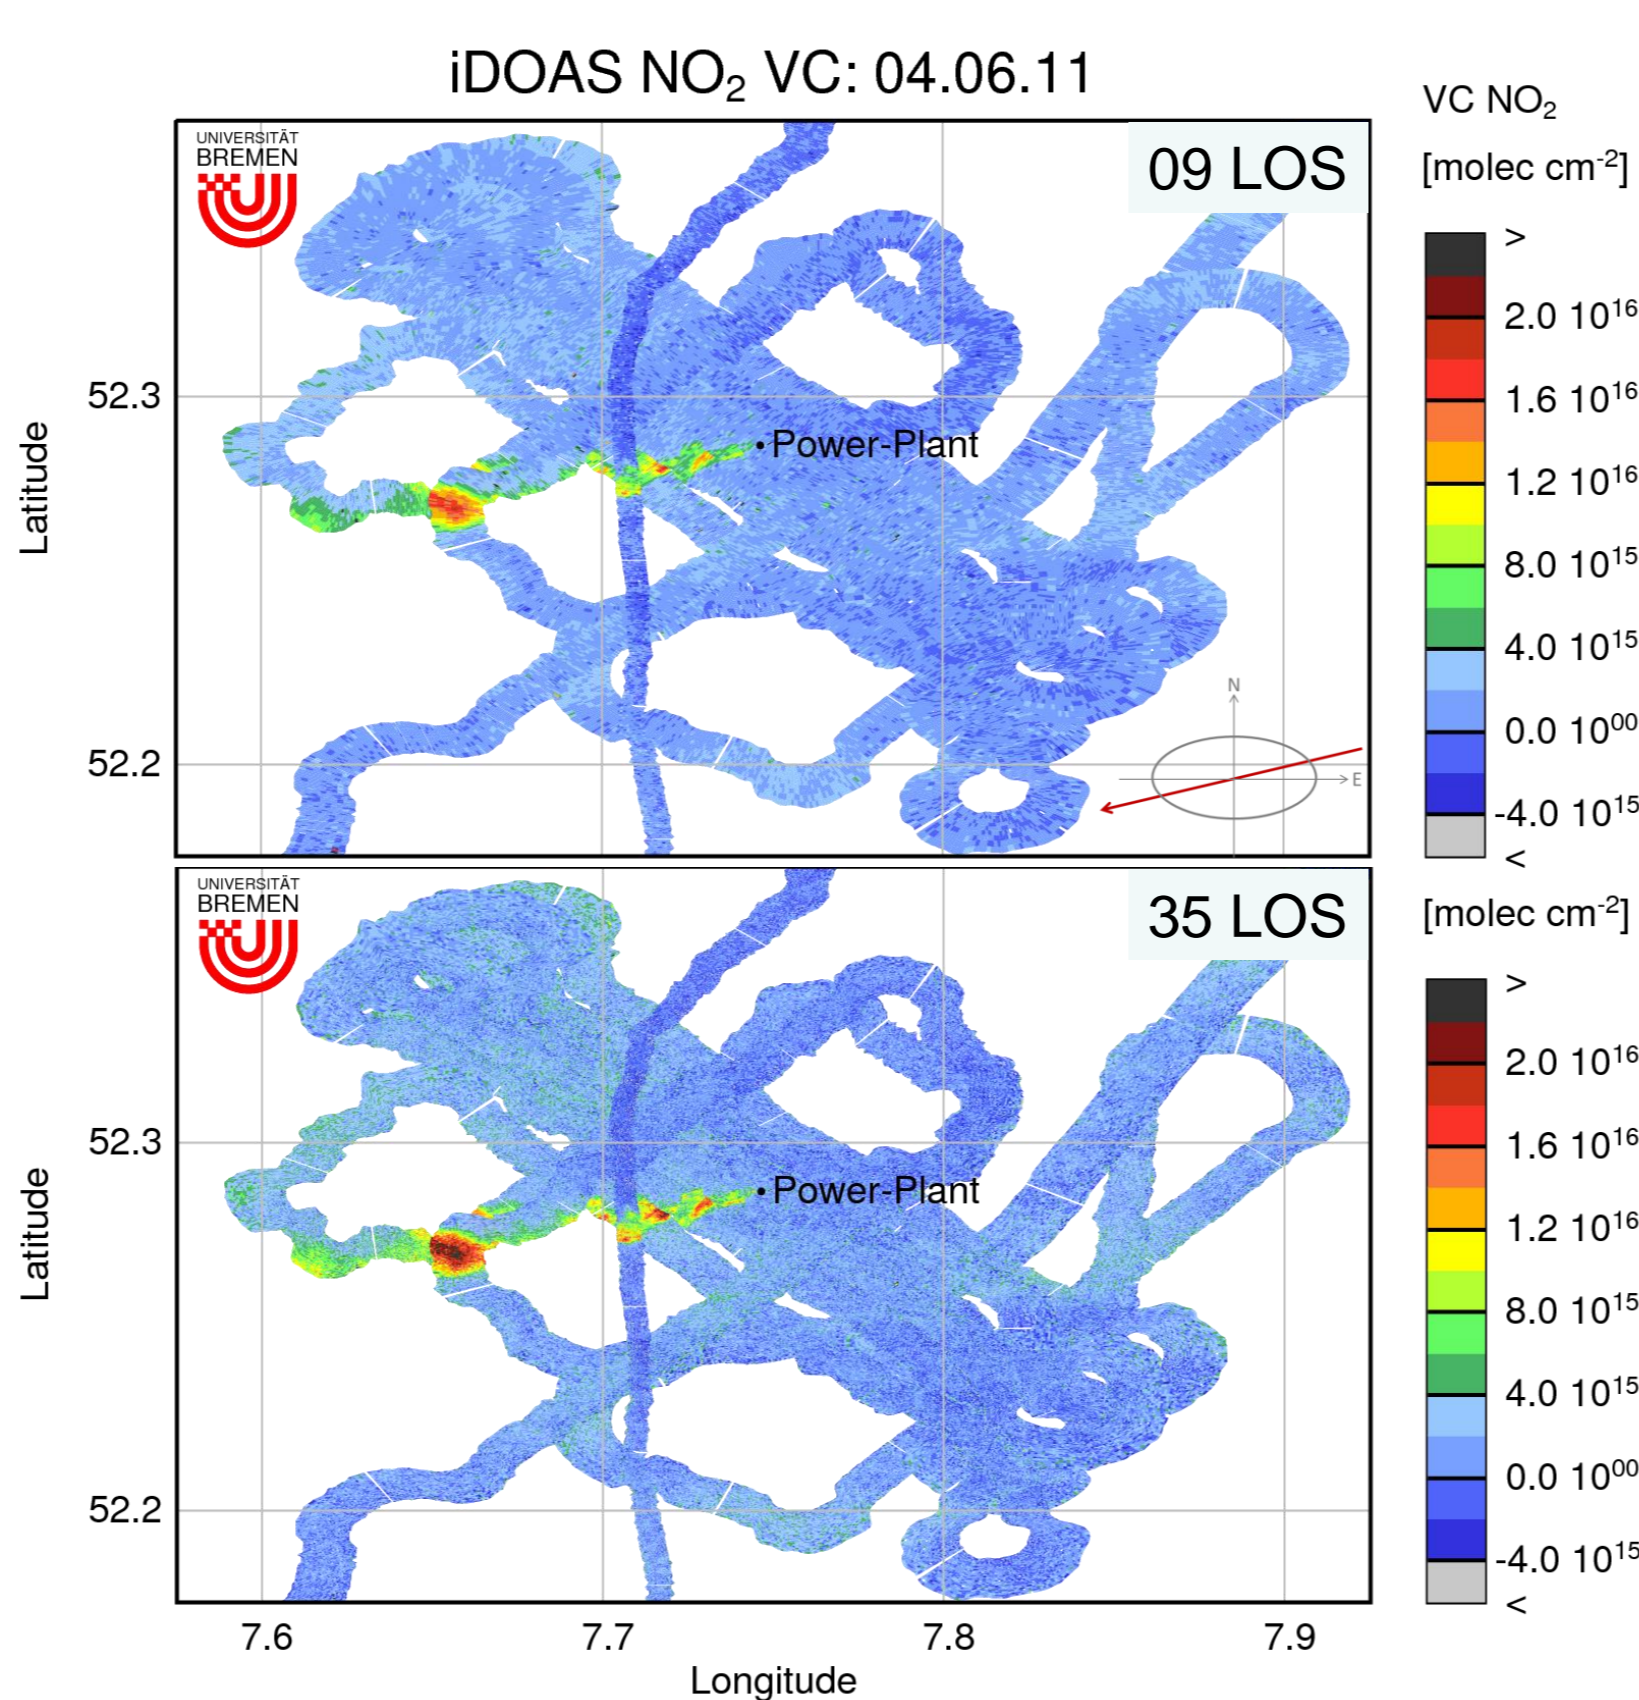 iDOAS NO2 VC: 04.06.11
UNIVERSITÄT
BREMEN
09 LOS
Power-Plant
N
E
52.3
52.2
Latitude
VC NO2
[molec cm-2]
>
2.0 10^16
1.6 10^16
1.2 10^16
8.0 10^15
4.0 10^15
0.0 10^00
-4.0 10^15
<
UNIVERSITÄT
BREMEN
35 LOS
Power-Plant
52.3
52.2
Latitude
7.6 7.7 7.8 7.9
Longitude
[molec cm-2]
>
2.0 10^16
1.6 10^16
1.2 10^16
8.0 10^15
4.0 10^15
0.0 10^00
-4.0 10^15
<